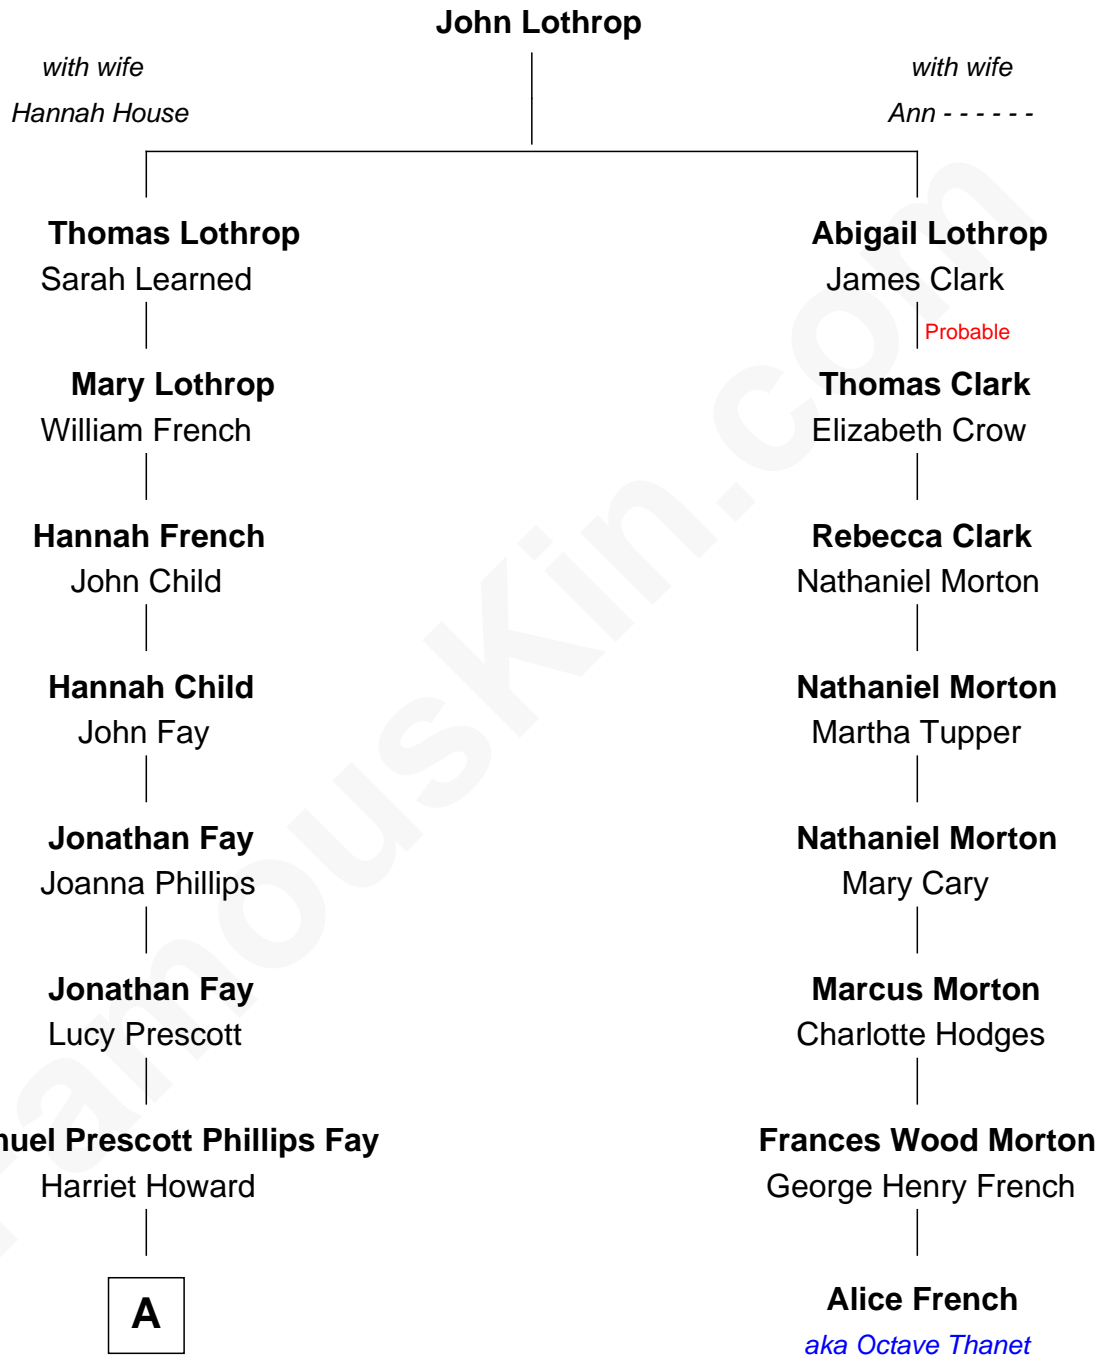 John Lothrop
with wife
Hannah House
with wife
Ann - - - - - -
Thomas Lothrop
Sarah Learned
Abigail Lothrop
James Clark
Probable
Mary Lothrop
William French
Thomas Clark
Elizabeth Crow
Hannah French
John Child
Rebecca Clark
Nathaniel Morton
Hannah Child
John Fay
Nathaniel Morton
Martha Tupper
Jonathan Fay
Joanna Phillips
Nathaniel Morton
Mary Cary
Jonathan Fay
Lucy Prescott
Marcus Morton
Charlotte Hodges
nuel Prescott Phillips Fay
Harriet Howard
Frances Wood Morton
George Henry French
A
Alice French
aka Octave Thanet
FamousKin.com